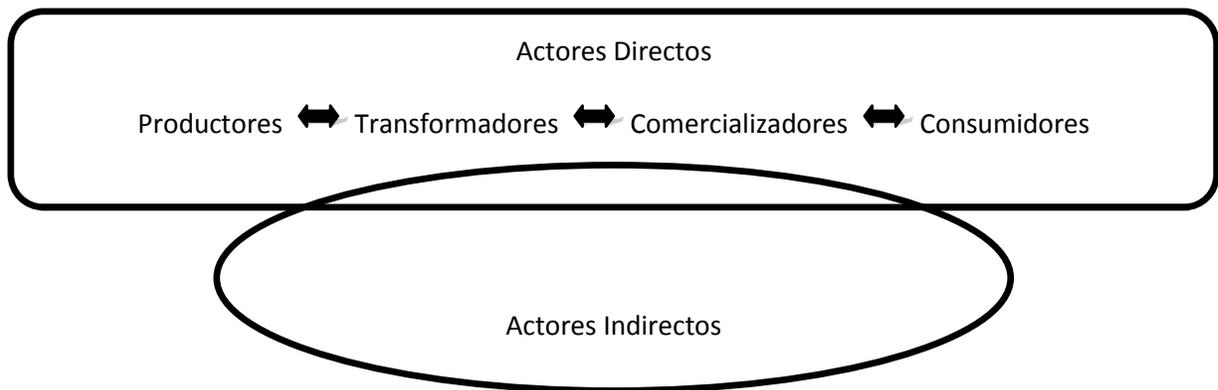 Actores Directos
Productores Transformadores Comercializadores Consumidores
Actores Indirectos